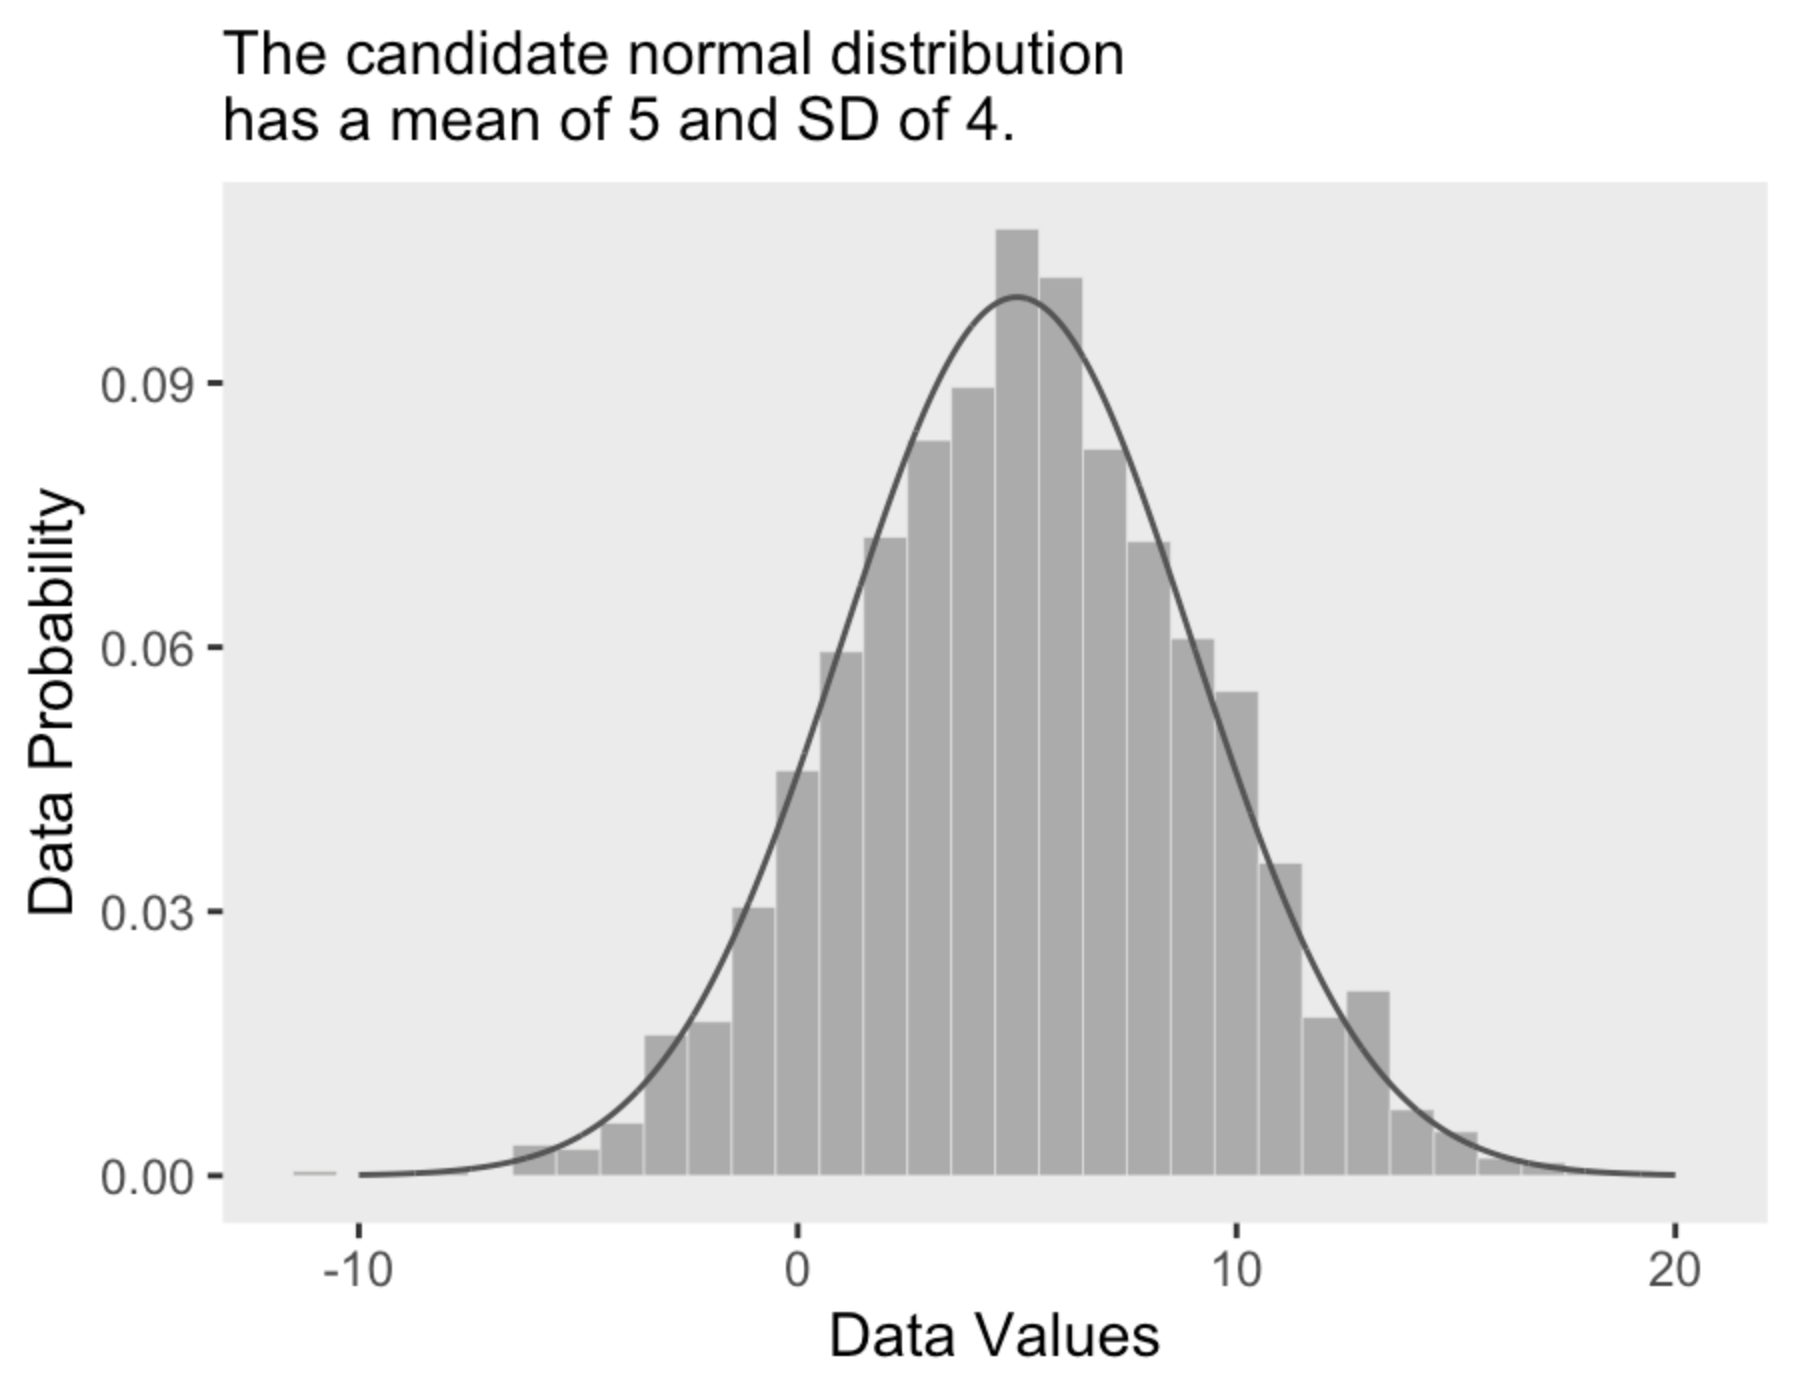 The candidate normal distribution
has a mean of 5 and SD of 4.
Data Probability
0.09
0.06
0.03
0.00
-10 0 10 20
Data Values